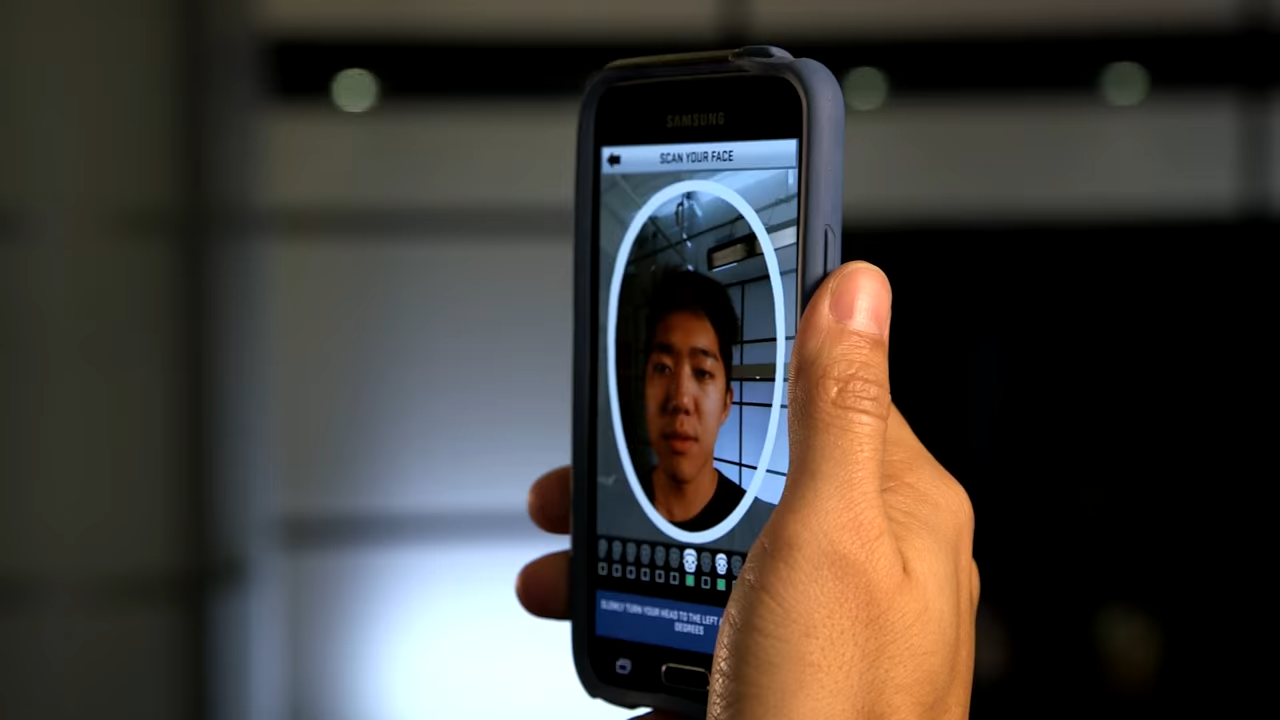 SAMSUNG
SCAN YOUR FACE
SLOWLY TURN YOUR HEAD TO THE LEFT
DEGREES